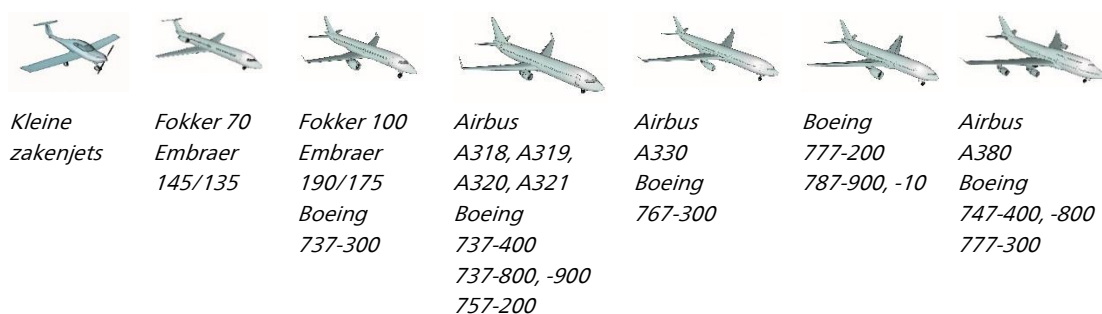 Kleine
zakenjets
Fokker 70
Embraer
145/135
Fokker 100
Embraer
190/175
Boeing
737-300
Airbus
A318, A319,
A320, A321
Boeing
737-400
737-800, -900
757-200
Airbus
A330
Boeing
767-300
Boeing
777-200
787-900, -10
Airbus
A380
Boeing
747-400, -800
777-300